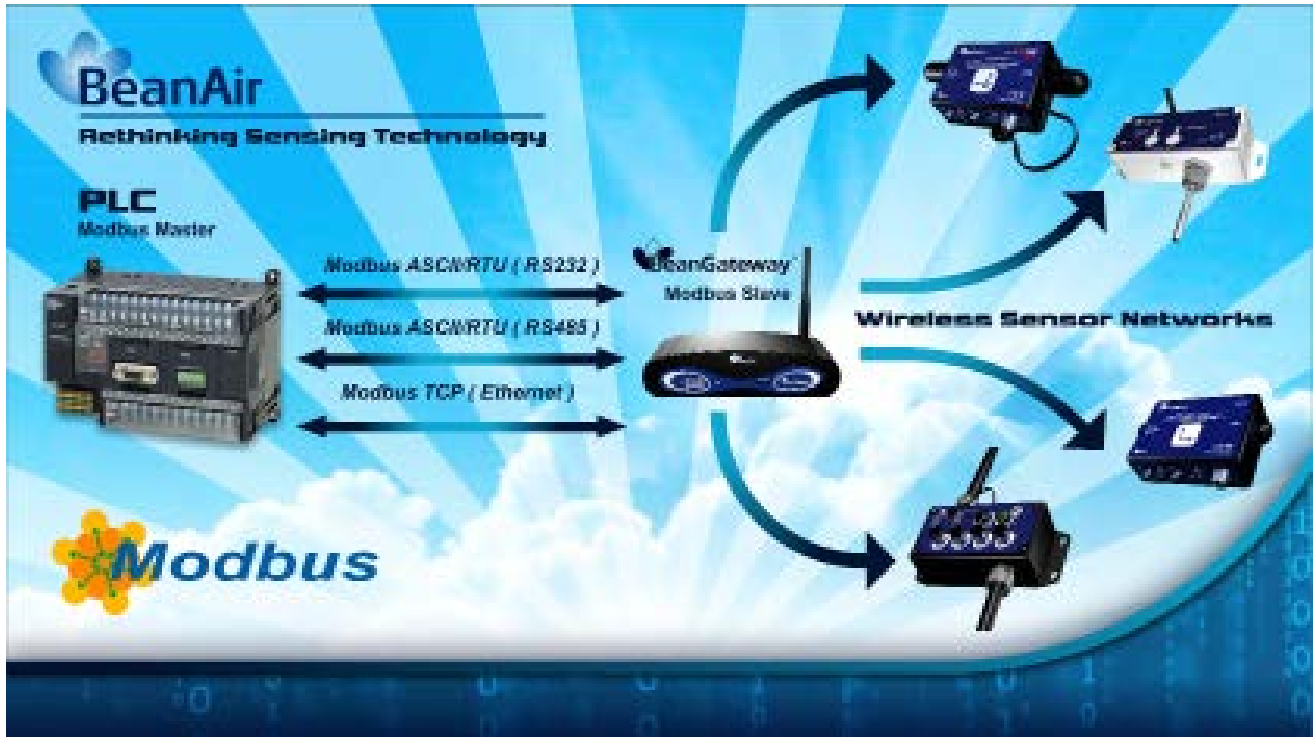 BeanAir
Rethinking Sensing Technology
PLC
Modbus Master
Modbus ASCII/RTU ( RS232 )
Modbus ASCII/RTU ( RS485 )
Modbus TCP ( Ethernet )
BeanGateway
Modbus Slave
Wireless Sensor Networks
Modbus